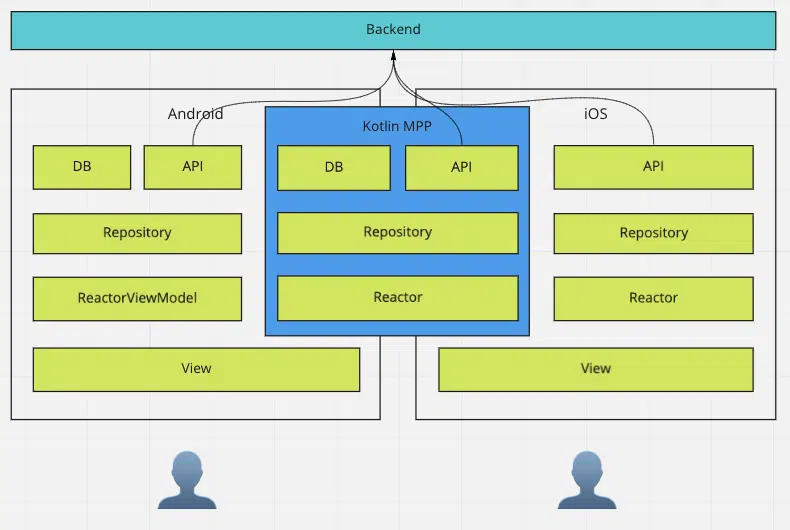 Backend
Android
Kotlin MPP
iOS
DB
API
DB
API
API
Repository
Repository
Repository
ReactorViewModel
Reactor
Reactor
View
View